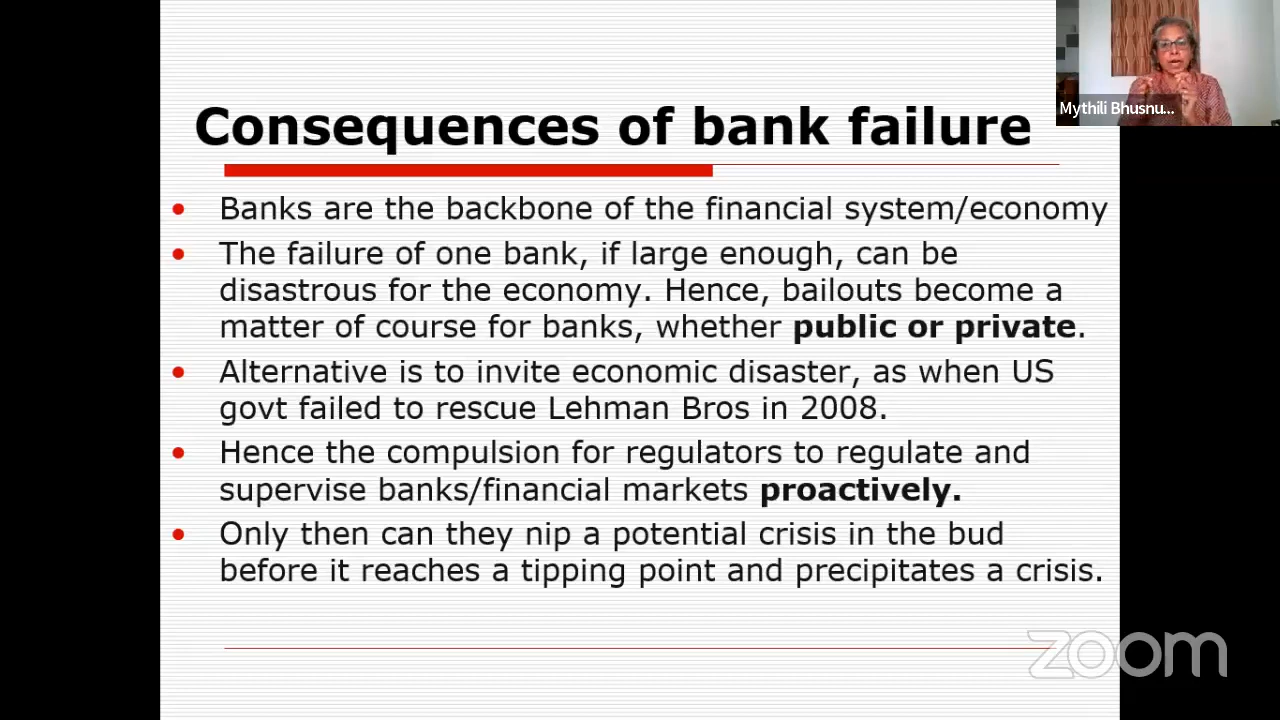 Mythili Bhusnu...
Consequences of bank failure
Banks are the backbone of the financial system/economy
The failure of one bank, if large enough, can be
disastrous for the economy. Hence, bailouts become a
matter of course for banks, whether public or private.
Alternative is to invite economic disaster, as when US
govt failed to rescue Lehman Bros in 2008.
Hence the compulsion for regulators to regulate and
supervise banks/financial markets proactively.
Only then can they nip a potential crisis in the bud
before it reaches a tipping point and precipitates a crisis.
zoom